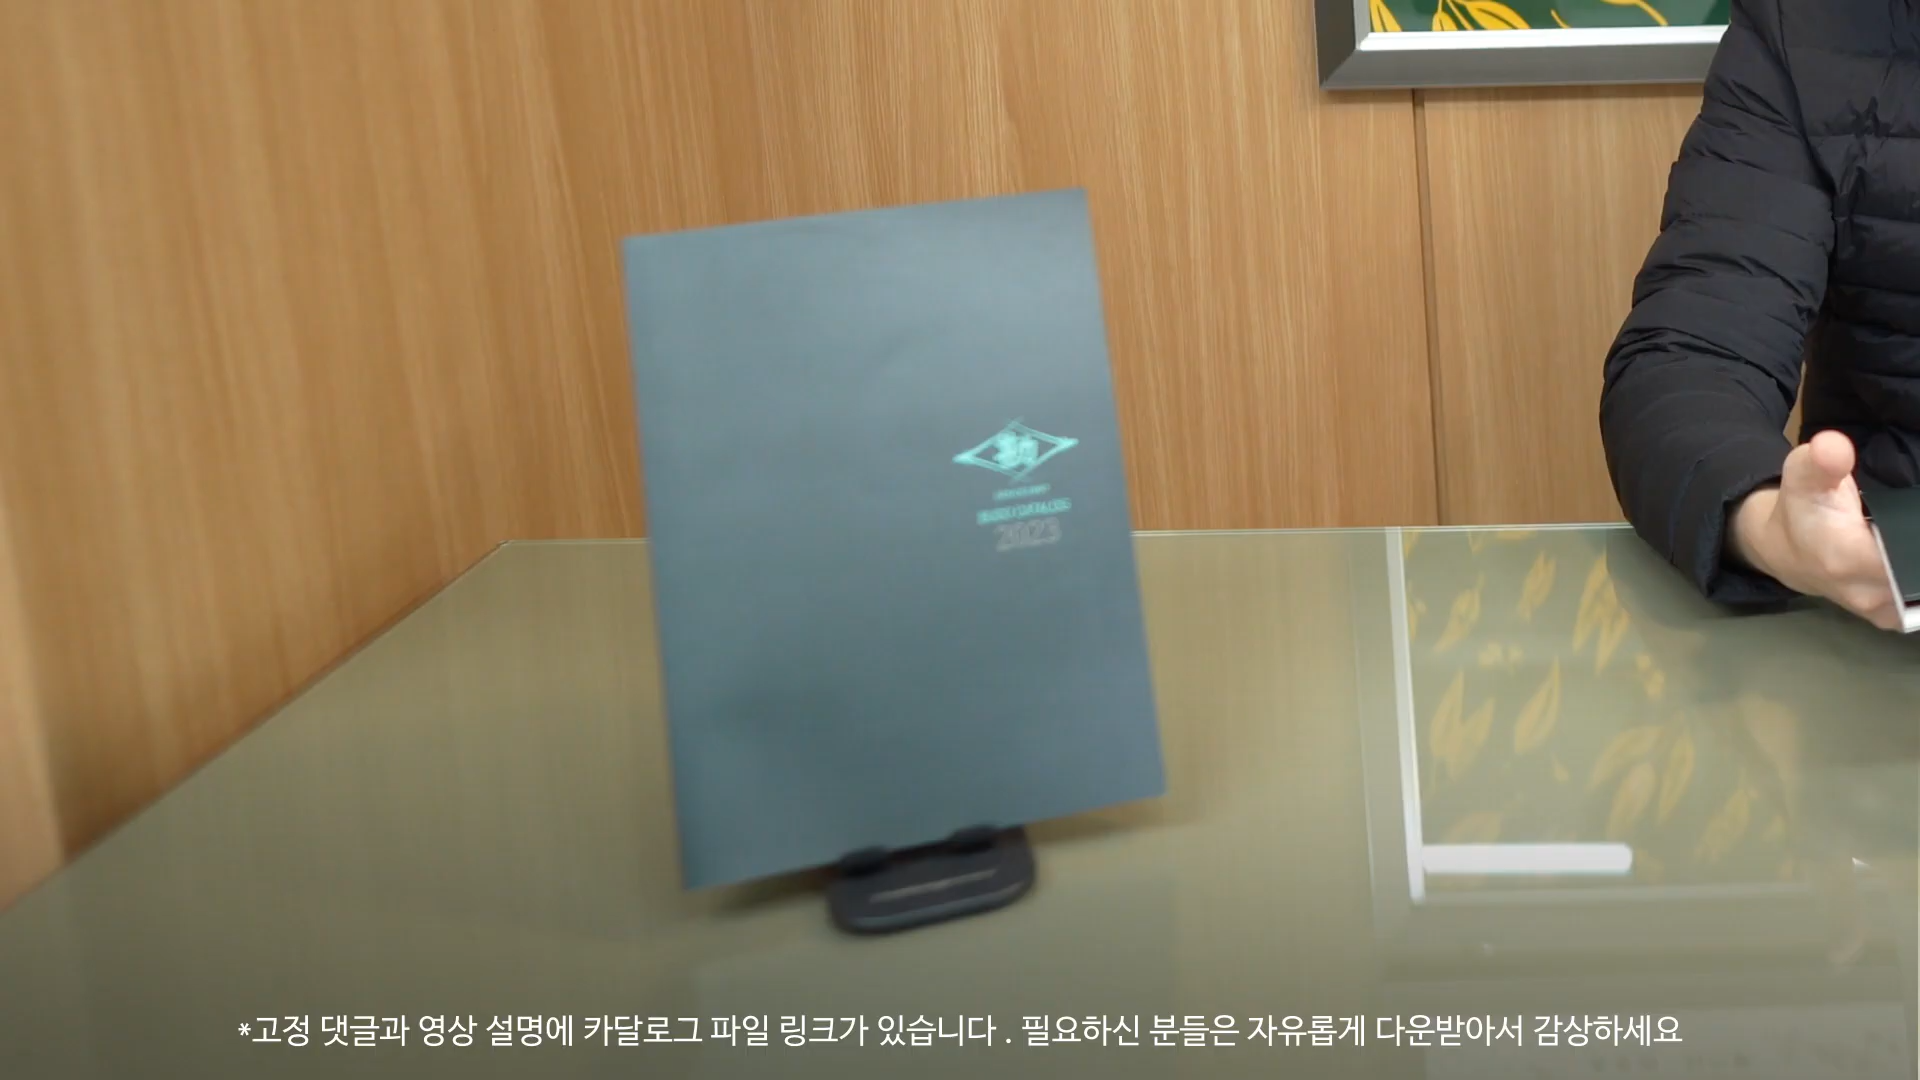 2023
*고정 댓글과 영상 설명에 카달로그 파일 링크가 있습니다 . 필요하신 분들은 자유롭게 다운받아서 감상하세요